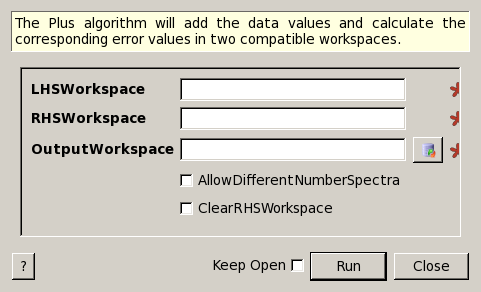 The Plus algorithm will add the data values and calculate the
corresponding error values in two compatible workspaces.
LHSWorkspace
RHSWorkspace
OutputWorkspace
AllowDifferentNumberSpectra
ClearRHSWorkspace
? Keep Open Run Close